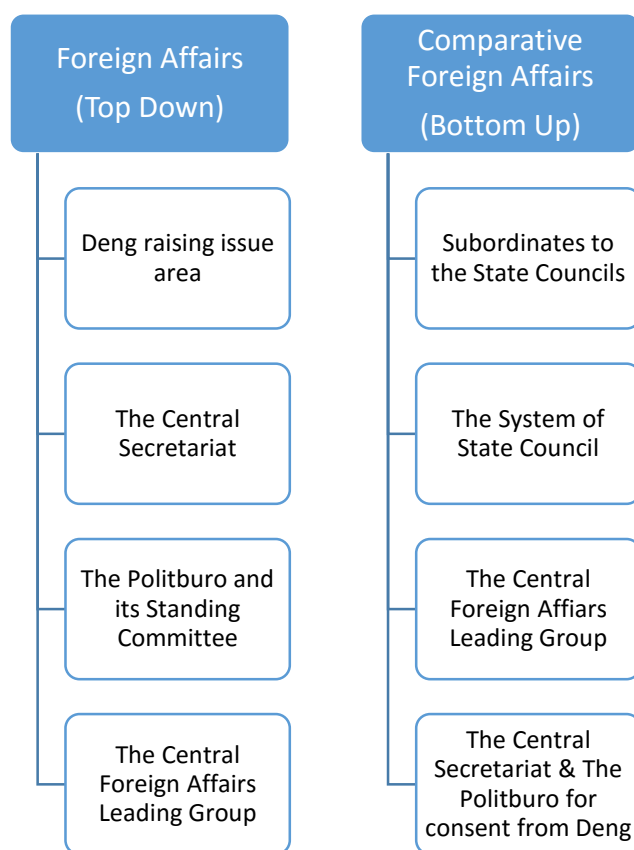 Foreign Affairs
(Top Down)
Deng raising issue
area
The Central
Secretariat
The Politburo and
its Standing
Committee
The Central
Foreign Affairs
Leading Group
Comparative
Foreign Affairs
(Bottom Up)
Subordinates to
the State Councils
The System of
State Council
The Central
Foreign Affiars
Leading Group
The Central
Secretariat & The
Politburo for
consent from Deng